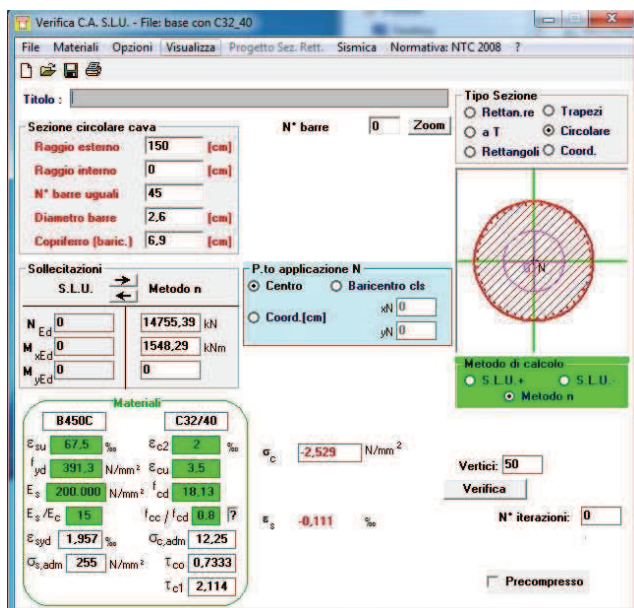 Verifica C.A. S.L.U. - File: base con C32_40
File Materiali Opzioni Visualizza Progetto Sez. Rett. Sismica Normativa: NTC 2008 ?
Titolo :
Tipo Sezione
Rettan.re Trapezi
a T Circolare
Rettangoli Coord.
Sezione circolare cava
N° barre 0 Zoom
Raggio esterno 150 [cm]
Raggio interno 0 [cm]
N° barre uguali 45
Diametro barre 2,6 [cm]
Copriferro (baric.) 6,9 [cm]
N
Sollecitazioni
S.L.U. Metodo n
N Ed 0 14755,39 kN
M xEd 0 1548,29 kNm
M yEd 0 0
P.to applicazione N
Centro Baricentro cls
Coord.[cm]
xN 0
yN 0
Metodo di calcolo
S.L.U.+ S.L.U.-
Metodo n
Materiali
B450C C32/40
εsu 67,5 ‰ εc2 2 ‰
fyd 391,3 N/mm² εcu 3,5
Es 200.000 N/mm² fcd 18,13
Es/Ec 15 fcc/fcd 0,8 ?
εsyd 1,957 ‰ σc,adm 12,25
σs,adm 255 N/mm² τco 0,7333
τc1 2,114
σc -2,529 N/mm²
εs -0,111 ‰
Vertici: 50
Verifica
N° iterazioni: 0
Precompresso